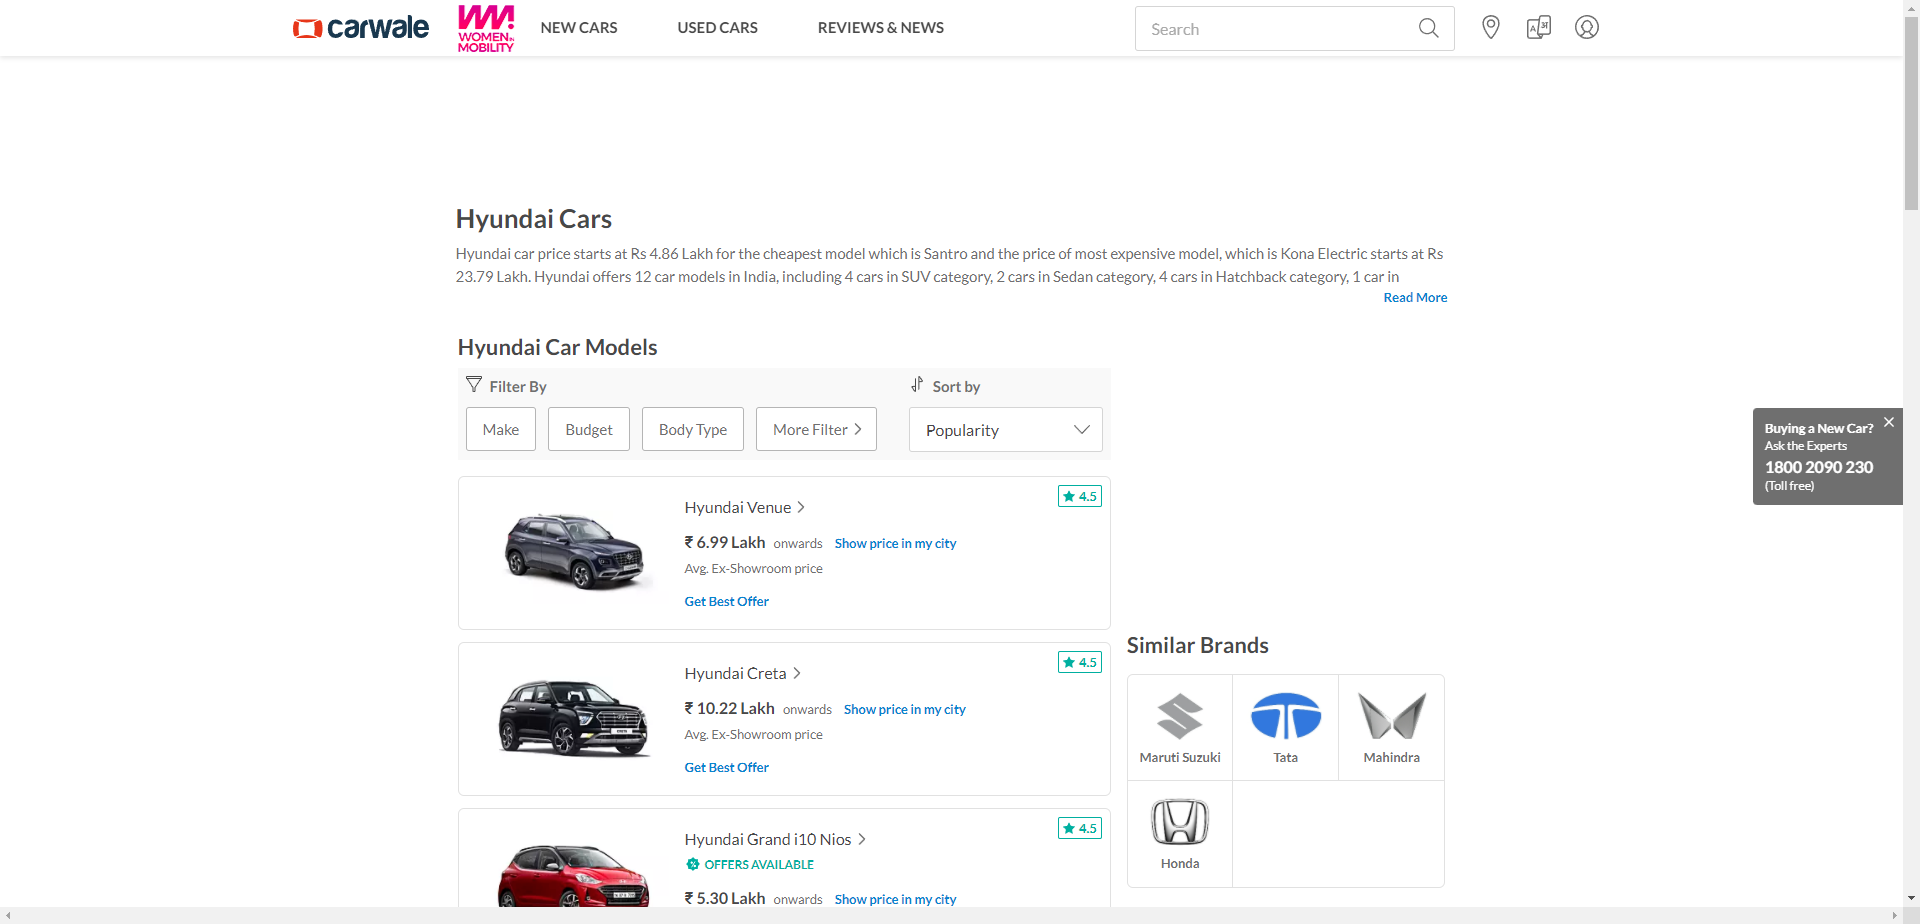 carwale
WOMEN IN
MOBILITY
NEW CARS
USED CARS
REVIEWS & NEWS
Search
Hyundai Cars
Hyundai car price starts at Rs 4.86 Lakh for the cheapest model which is Santro and the price of most expensive model, which is Kona Electric starts at Rs
23.79 Lakh. Hyundai offers 12 car models in India, including 4 cars in SUV category, 2 cars in Sedan category, 4 cars in Hatchback category, 1 car in
Read More
Hyundai Car Models
Filter By
Sort by
Make
Budget
Body Type
More Filter
Popularity
Buying a New Car?
Ask the Experts
1800 2090 230
(Toll free)
Hyundai Venue
4.5
₹ 6.99 Lakh onwards Show price in my city
Avg. Ex-Showroom price
Get Best Offer
Hyundai Creta
4.5
₹ 10.22 Lakh onwards Show price in my city
Avg. Ex-Showroom price
Get Best Offer
Hyundai Grand i10 Nios
4.5
OFFERS AVAILABLE
₹ 5.30 Lakh onwards Show price in my city
Similar Brands
Maruti Suzuki
Tata
Mahindra
Honda